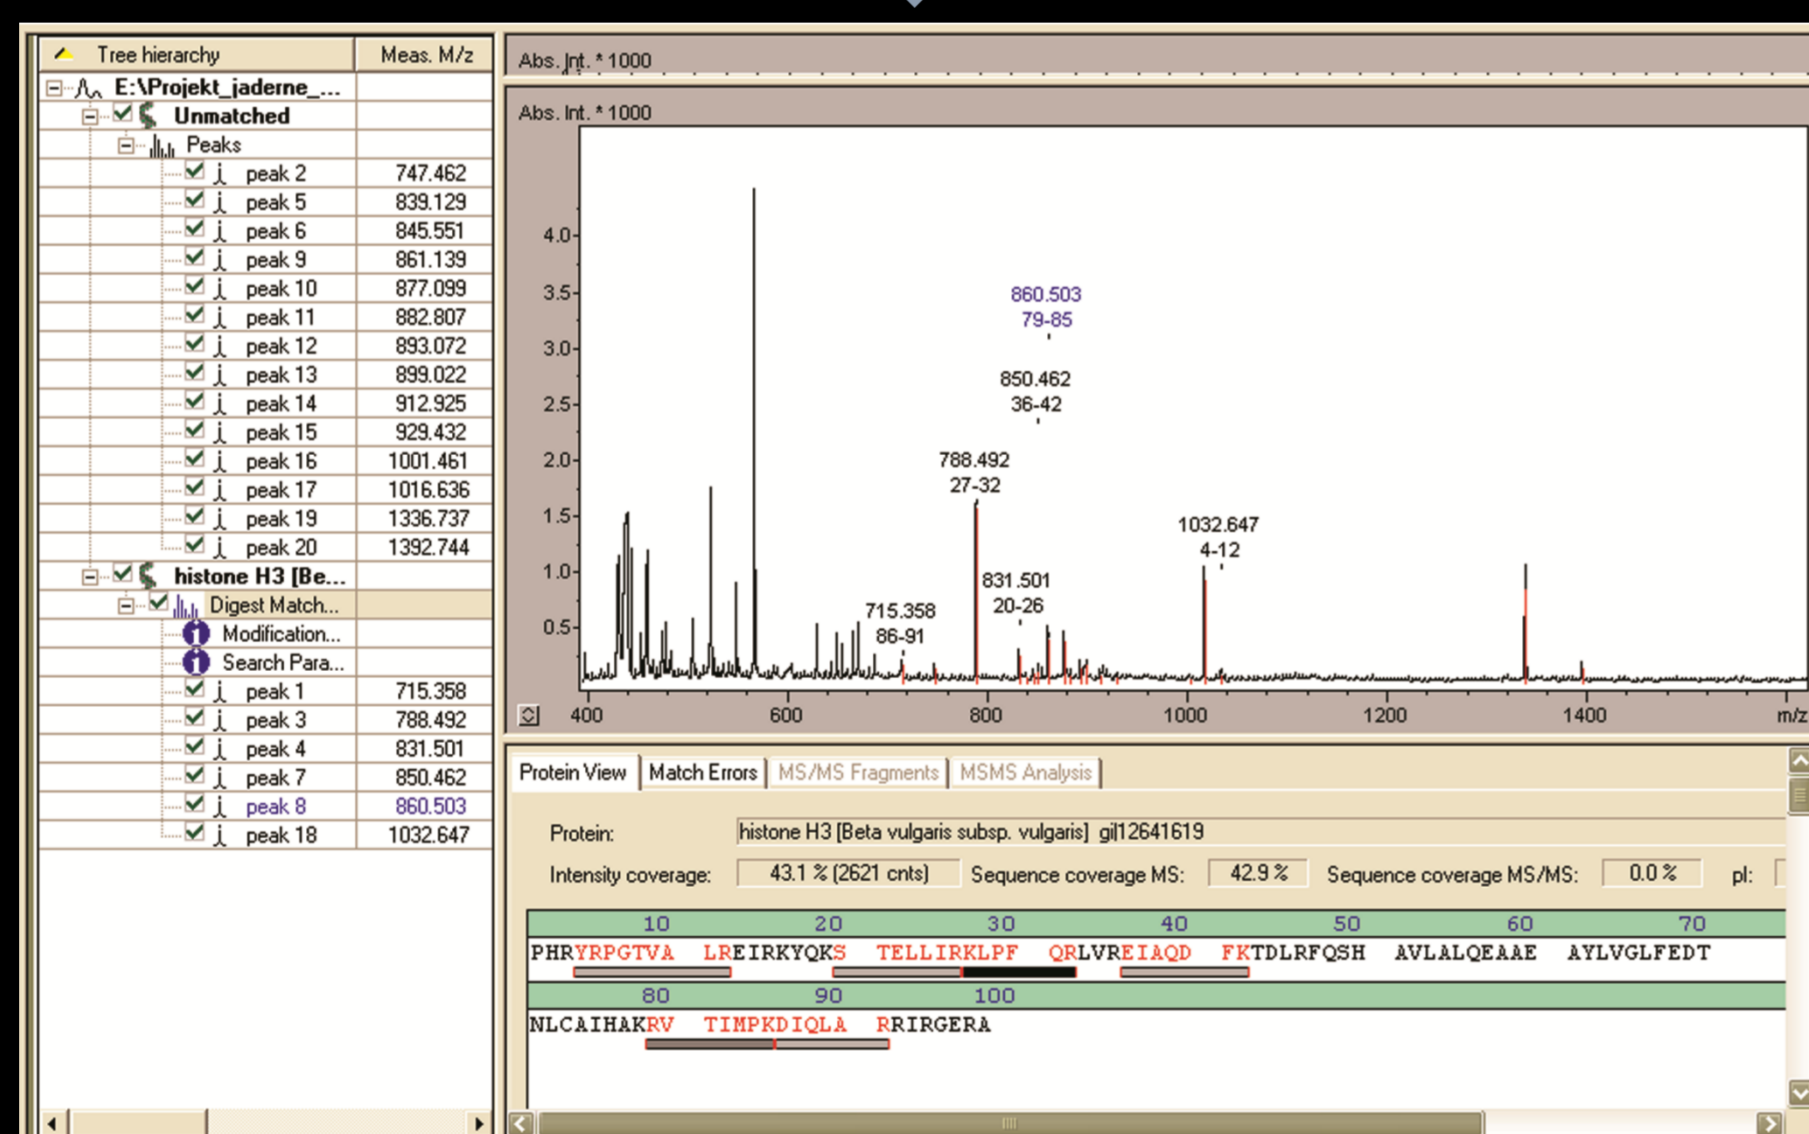 Tree hierarchy Meas. M/z
E:\Projekt_jaderne_...
Unmatched
Peaks
peak 2 747.462
peak 5 839.129
peak 6 845.551
peak 9 861.139
peak 10 877.099
peak 11 882.807
peak 12 893.072
peak 13 899.022
peak 14 912.925
peak 15 929.432
peak 16 1001.461
peak 17 1016.636
peak 19 1336.737
peak 20 1392.744
histone H3 [Be...
Digest Match...
Modification...
Search Para...
peak 1 715.358
peak 3 788.492
peak 4 831.501
peak 7 850.462
peak 8 860.503
peak 18 1032.647
Abs. Int. * 1000
Abs. Int. * 1000
4.0
3.5
3.0
2.5
2.0
1.5
1.0
0.5
860.503
79-85
850.462
36-42
788.492
27-32
1032.647
4-12
831.501
20-26
715.358
86-91
400 600 800 1000 1200 1400 m/z
Protein View Match Errors MS/MS Fragments MSMS Analysis
Protein: histone H3 [Beta vulgaris subsp. vulgaris] gi|12641619
Intensity coverage: 43.1 % (2621 cnts) Sequence coverage MS: 42.9 % Sequence coverage MS/MS: 0.0 % pI:
10 20 30 40 50 60 70
PHRYRPGTVA LREIRKYQKS TELLIRKLPF QRLVREIAQD FKTDLRFQSH AVLALQEAAE AYLVGLFEDT
80 90 100
NLCAIHAKRV TIMPKDIQLA RRIRGERA